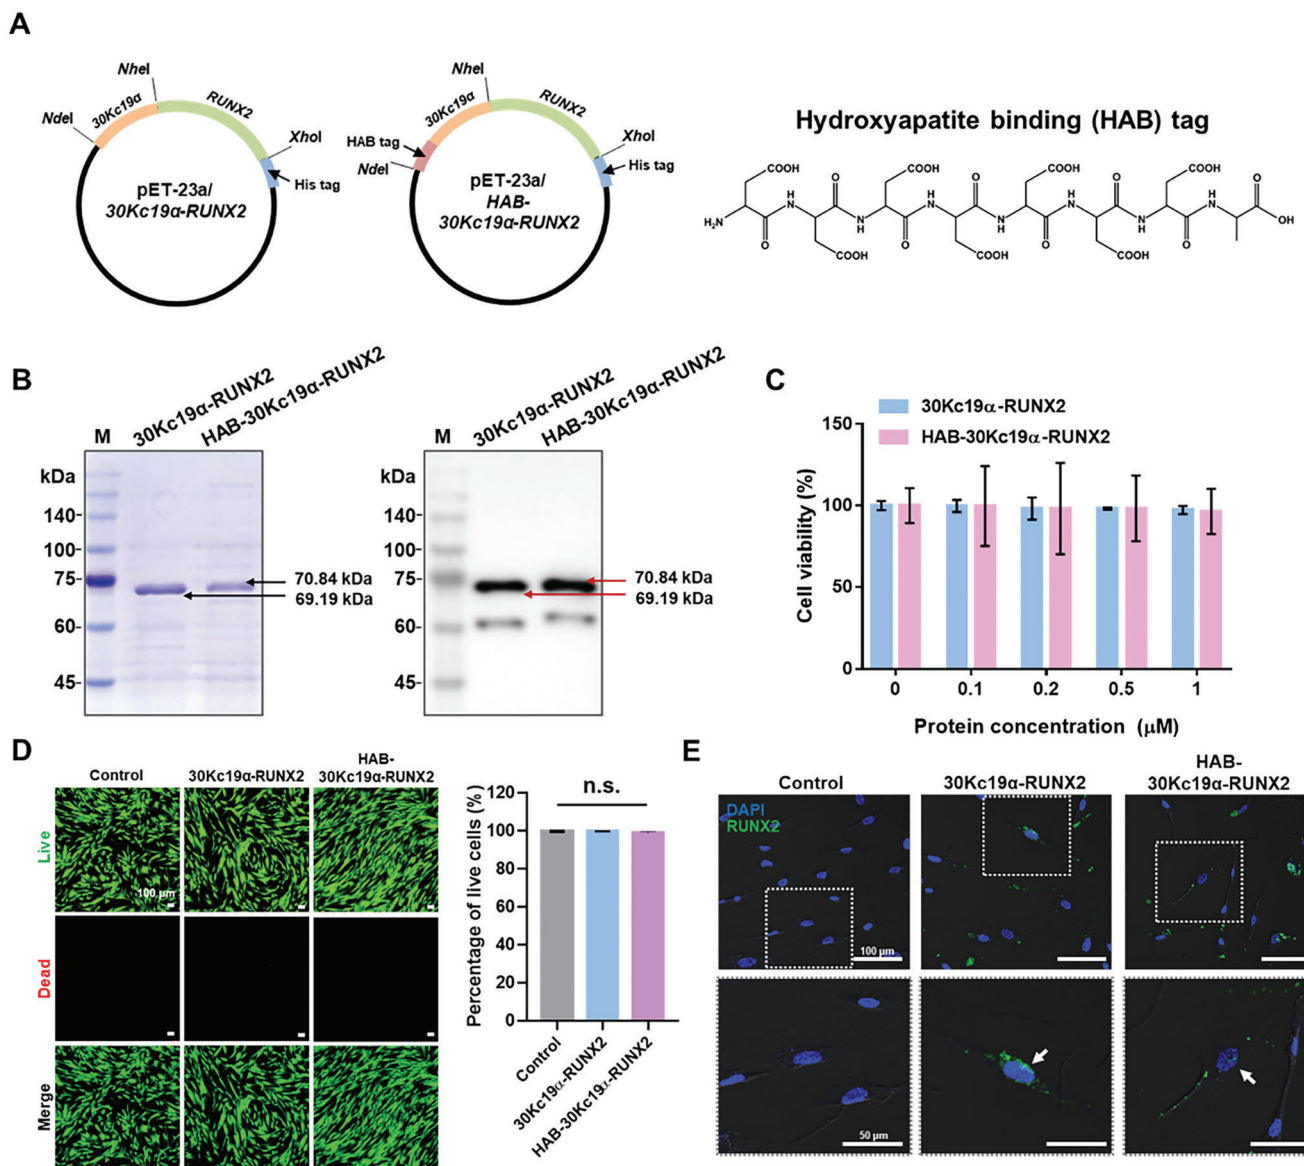 A
NheI
30Kc19α
RUNX2
NdeI
XhoI
His tag
pET-23a/
30Kc19α-RUNX2
NheI
30Kc19α
RUNX2
HAB tag
XhoI
NdeI
His tag
pET-23a/
HAB-
30Kc19α-RUNX2
Hydroxyapatite binding (HAB) tag
COOH
COOH
COOH
COOH
O
O
O
O
H₂N
N
H
N
H
N
H
N
H
N
H
N
H
N
H
OH
O
O
O
O
COOH
COOH
COOH
B
M
30Kc19α-RUNX2
HAB-30Kc19α-RUNX2
kDa
140-
100-
75-
60-
45-
70.84 kDa
69.19 kDa
M
30Kc19α-RUNX2
HAB-30Kc19α-RUNX2
kDa
140-
100-
75-
60-
45-
70.84 kDa
69.19 kDa
C
30Kc19α-RUNX2
HAB-30Kc19α-RUNX2
Cell viability (%)
150
100
50
0
0 0.1 0.2 0.5 1
Protein concentration (μM)
D
Control
30Kc19α-RUNX2
HAB-
30Kc19α-RUNX2
Live
100 μm
Dead
Merge
Percentage of live cells (%)
120
100
80
60
40
20
0
n.s.
Control
30Kc19α-RUNX2
HAB-30Kc19α-RUNX2
E
Control
30Kc19α-RUNX2
HAB-
30Kc19α-RUNX2
DAPI
RUNX2
100 μm
50 μm